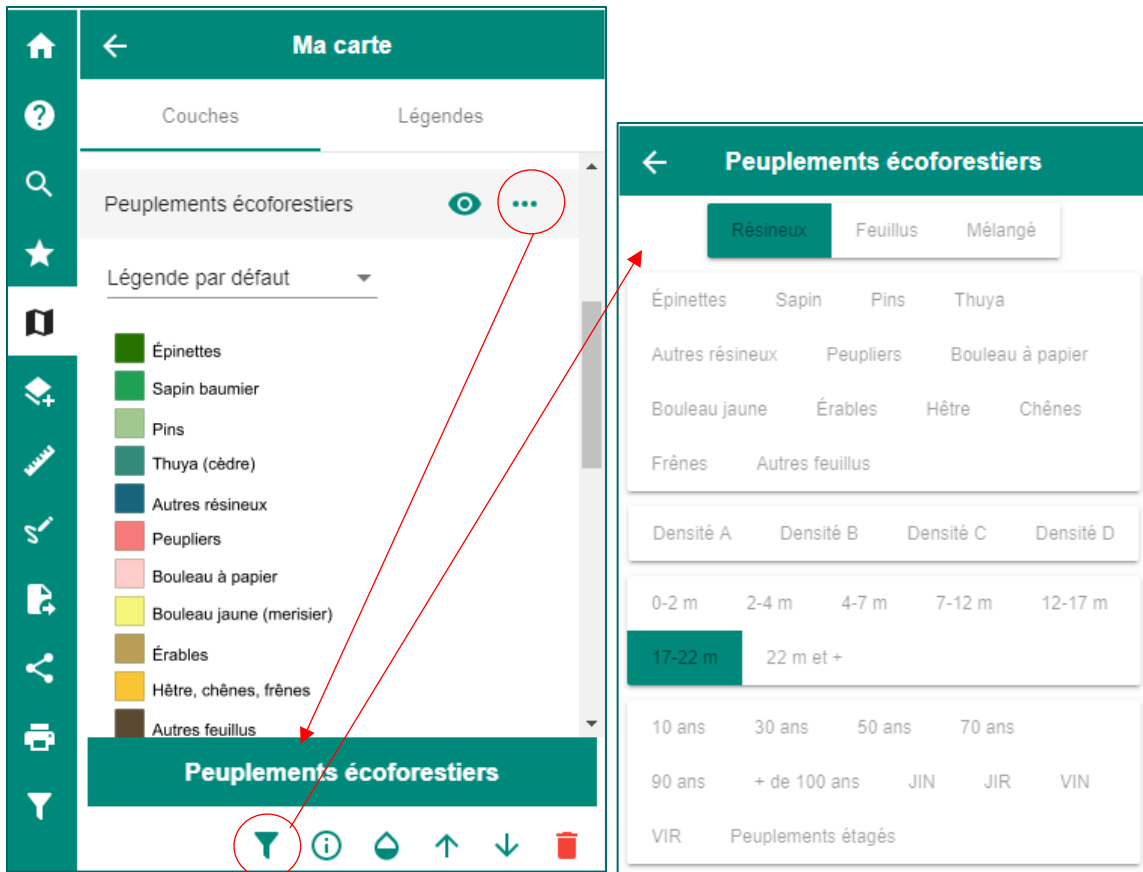 Ma carte
Couches Légendes
Peuplements écoforestiers
Légende par défaut
Épinettes
Sapin baumier
Pins
Thuya (cèdre)
Autres résineux
Peupliers
Bouleau à papier
Bouleau jaune (merisier)
Érables
Hêtre, chênes, frênes
Autres feuillus
Peuplements écoforestiers
Peuplements écoforestiers
Résineux Feuillus Mélangé
Épinettes Sapin Pins Thuya
Autres résineux Peupliers Bouleau à papier
Bouleau jaune Érables Hêtre Chênes
Frênes Autres feuillus
Densité A Densité B Densité C Densité D
0-2 m 2-4 m 4-7 m 7-12 m 12-17 m
17-22 m 22 m et +
10 ans 30 ans 50 ans 70 ans
90 ans + de 100 ans JIN JIR VIN
VIR Peuplements étagés